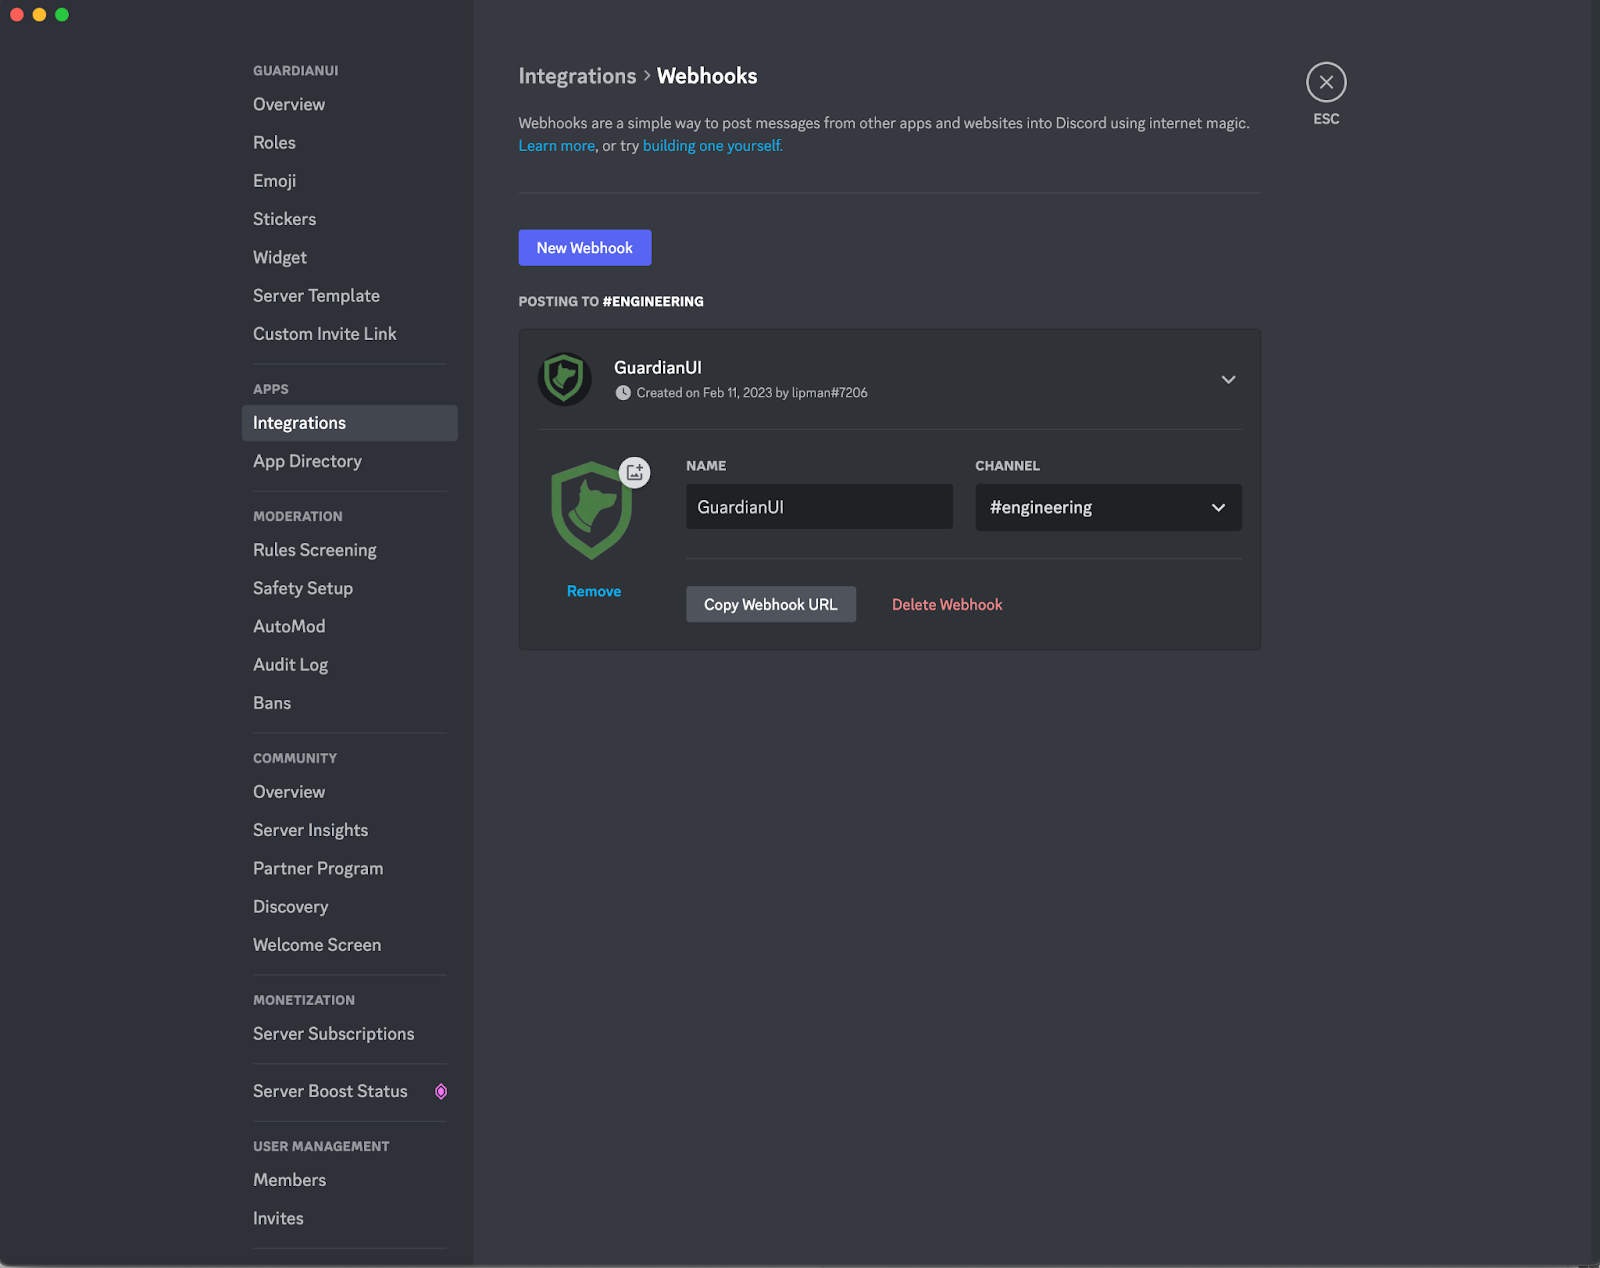 GUARDIANUI
Overview
Roles
Emoji
Stickers
Widget
Server Template
Custom Invite Link
APPS
Integrations
App Directory
MODERATION
Rules Screening
Safety Setup
AutoMod
Audit Log
Bans
COMMUNITY
Overview
Server Insights
Partner Program
Discovery
Welcome Screen
MONETIZATION
Server Subscriptions
Server Boost Status
USER MANAGEMENT
Members
Invites
Integrations > Webhooks
Webhooks are a simple way to post messages from other apps and websites into Discord using internet magic.
Learn more, or try building one yourself.
New Webhook
POSTING TO #ENGINEERING
GuardianUI
Created on Feb 11, 2023 by lipman#7206
NAME
GuardianUI
CHANNEL
#engineering
Remove
Copy Webhook URL
Delete Webhook
ESC